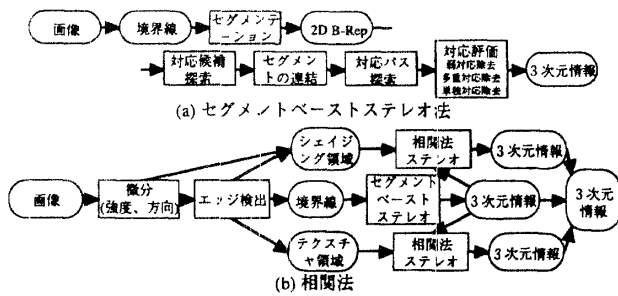 画像
境界線
セグメンテ
ーション
2D B-Rep
対応候補
探索
セグメン
トの連結
対応パス
探索
対応評価
弱対応除去
多重対応除去
単独対応除去
3次元情報
(a) セグメントベーストステレオ法
シェイジ
ング領域
相関法
ステレオ
3次元情報
画像
微分
(強度、方向)
エッジ検出
境界線
セグメント
ベースト
ステレオ
3次元情報
3次元
情報
テクスチ
ャ領域
相関法
ステレオ
3次元情報
(b) 相関法